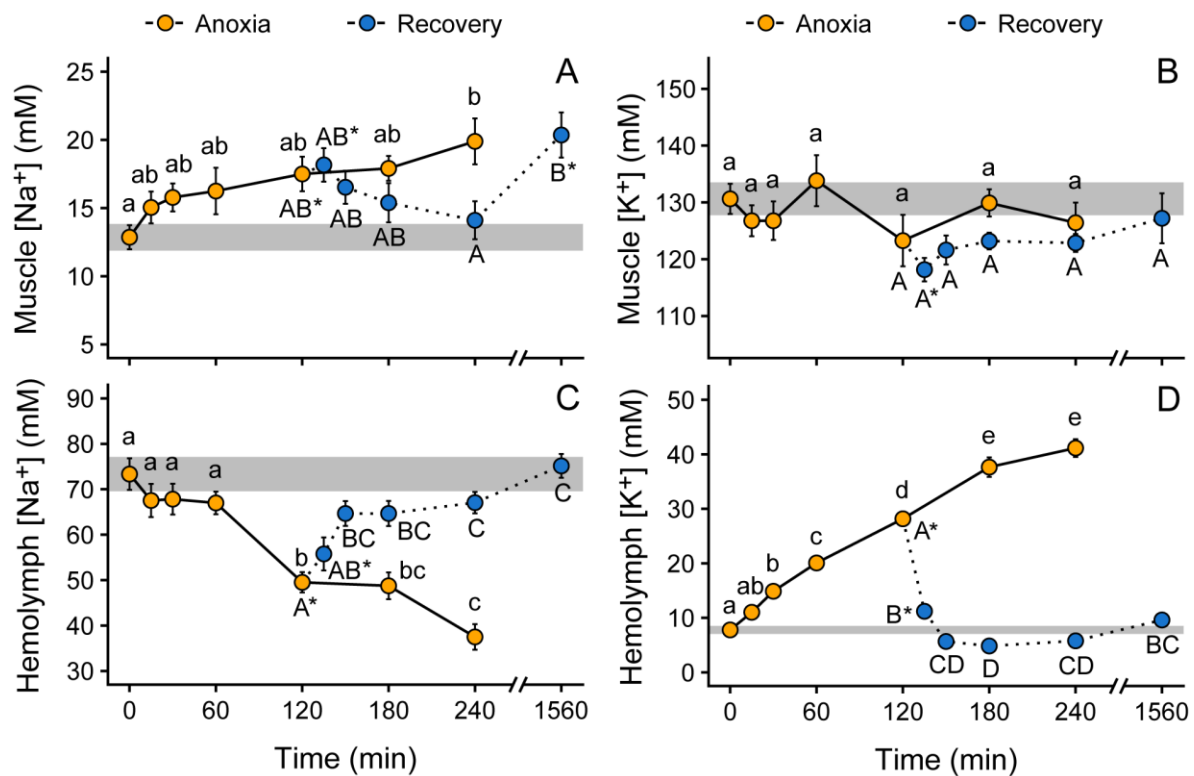 Anoxia Recovery Anoxia Recovery
A
Muscle [Na⁺] (mM)
25
20
15
10
5
a ab ab ab ab AB* ab b
AB* AB AB A B*
B
Muscle [K⁺] (mM)
150
140
130
120
110
a a a a a a a
A A* A A A A
C
Hemolymph [Na⁺] (mM)
90
80
70
60
50
40
30
a a a a b bc c
A* AB* BC BC C C
0 60 120 180 240 1560
Time (min)
D
Hemolymph [K⁺] (mM)
50
40
30
20
10
0
a ab b c d e e
A* B* CD D CD BC
0 60 120 180 240 1560
Time (min)